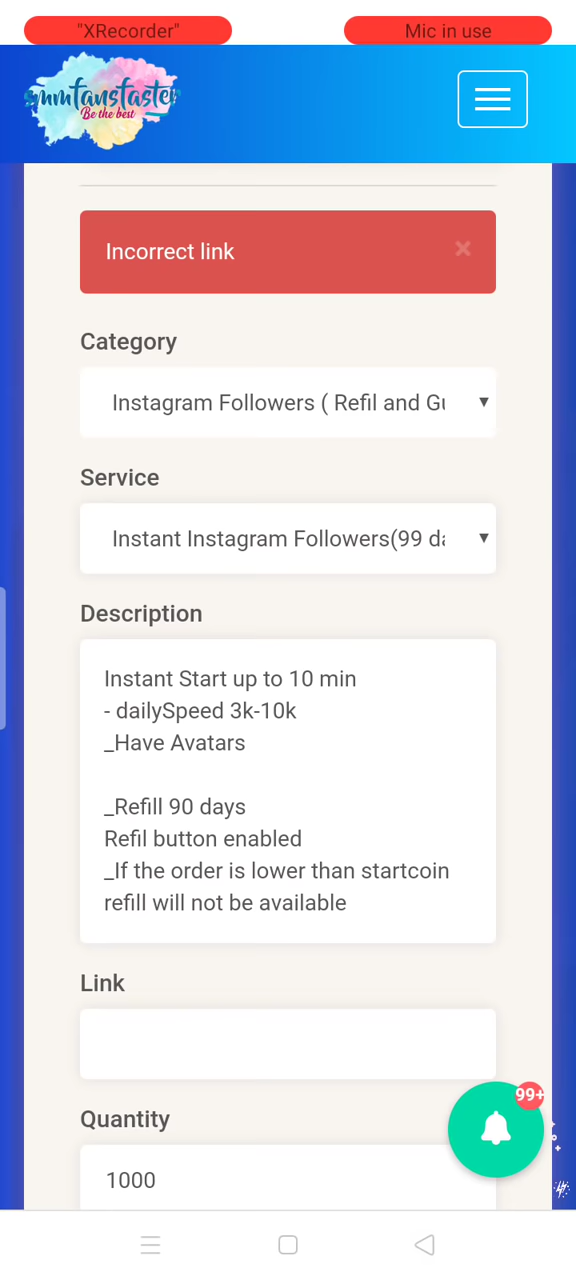 "XRecorder"
Mic in use
smmfansfaster
Be the best
Incorrect link
×
Category
Instagram Followers ( Refil and Gu
Service
Instant Instagram Followers(99 da
Description
Instant Start up to 10 min
- dailySpeed 3k-10k
_Have Avatars
_Refill 90 days
Refil button enabled
_If the order is lower than startcoin
refill will not be available
Link
99+
Quantity
1000